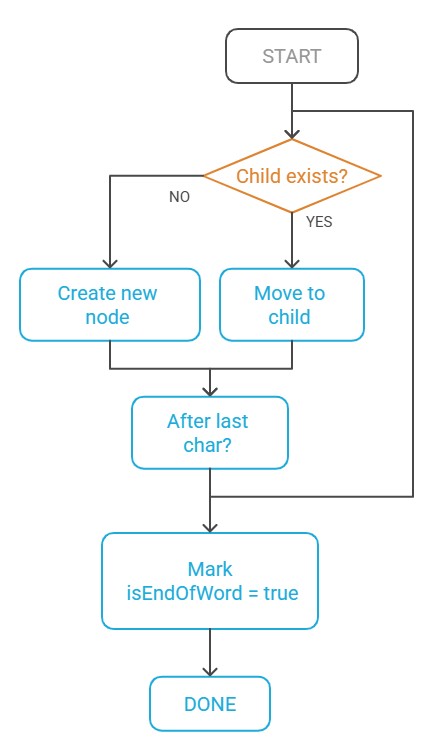 START
Child exists?
NO
YES
Create new
node
Move to
child
After last
char?
Mark
isEndOfWord = true
DONE